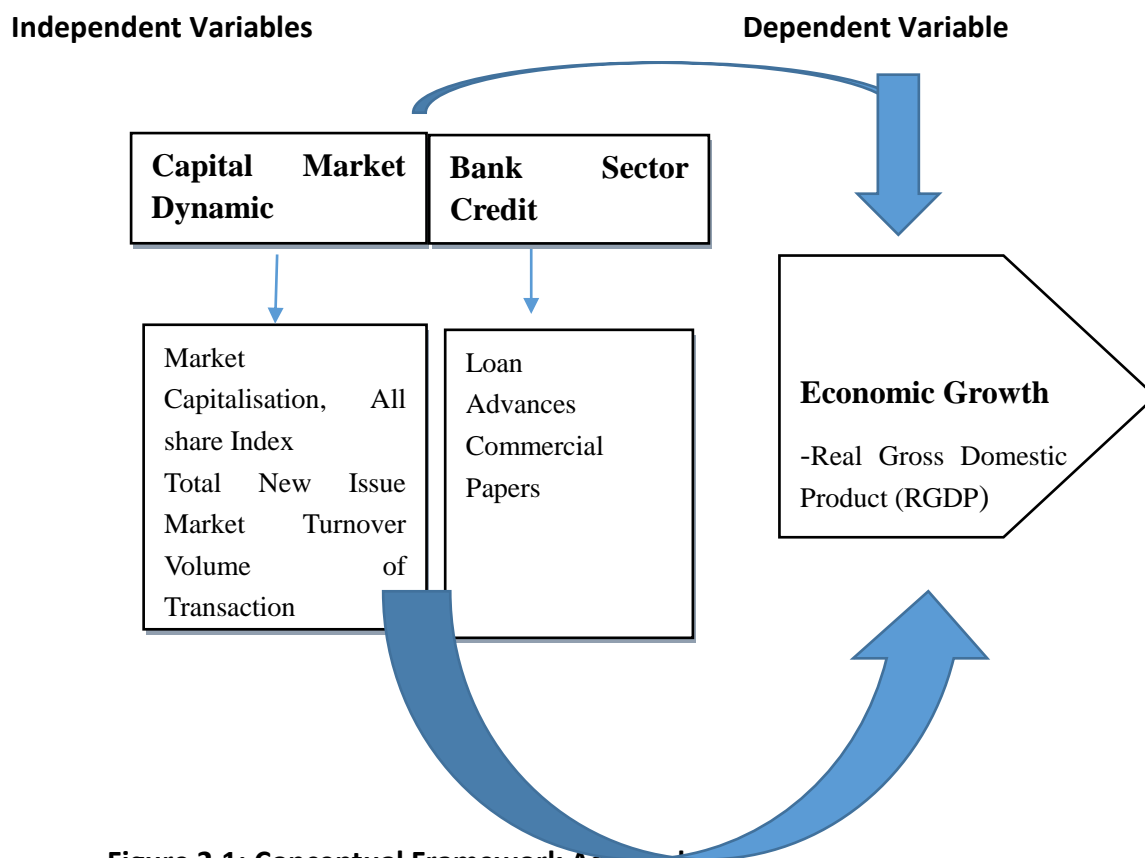 Independent Variables
Dependent Variable
Capital Market
Dynamic
Bank Sector
Credit
Market
Capitalisation, All
share Index
Total New Issue
Market Turnover
Volume of
Transaction
Loan
Advances
Commercial
Papers
Economic Growth
-Real Gross Domestic
Product (RGDP)
Conceptual Framework